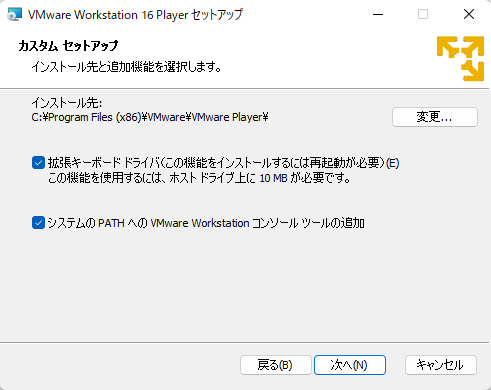 VMware Workstation 16 Player セットアップ
カスタム セットアップ
インストール先と追加機能を選択します。
インストール先:
C:¥Program Files (x86)¥VMware¥VMware Player¥
変更...
拡張キーボード ドライバ(この機能をインストールするには再起動が必要)(E)
この機能を使用するには、ホスト ドライブ上に 10 MB が必要です。
システムの PATH への VMware Workstation コンソール ツールの追加
戻る(B)
次へ(N)
キャンセル